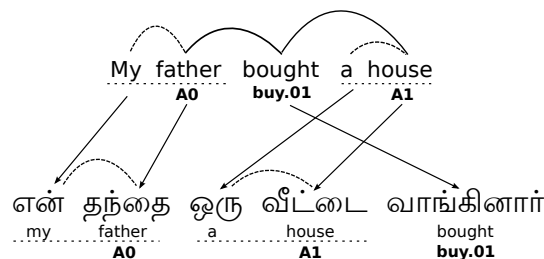 My father bought a house
A0 buy.01 A1
என் தந்தை ஒரு வீட்டை வாங்கினார்
my father a house bought
A0 A1 buy.01